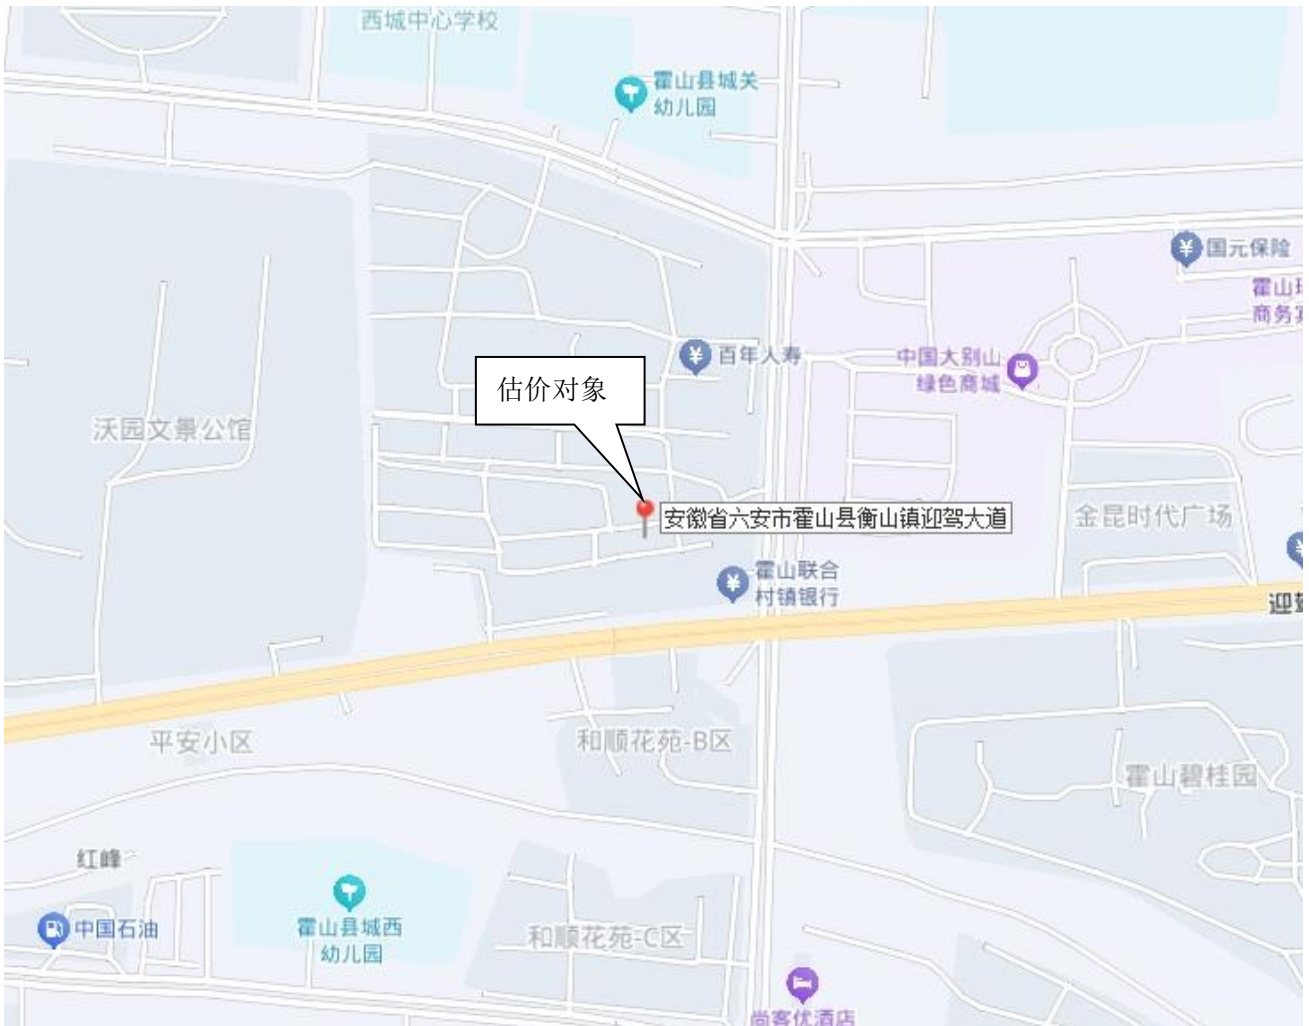 西城中心学校
霍山县城关
幼儿园
国元保险
霍山
商务
百年人寿
中国大别山
绿色商城
估价对象
沃园文景公馆
安徽省六安市霍山县衡山镇迎驾大道
金昆时代广场
霍山联合
村镇银行
迎
平安小区
和顺花苑-B区
霍山碧桂园
红峰
中国石油
霍山县城西
幼儿园
和顺花苑-C区
尚客优酒店